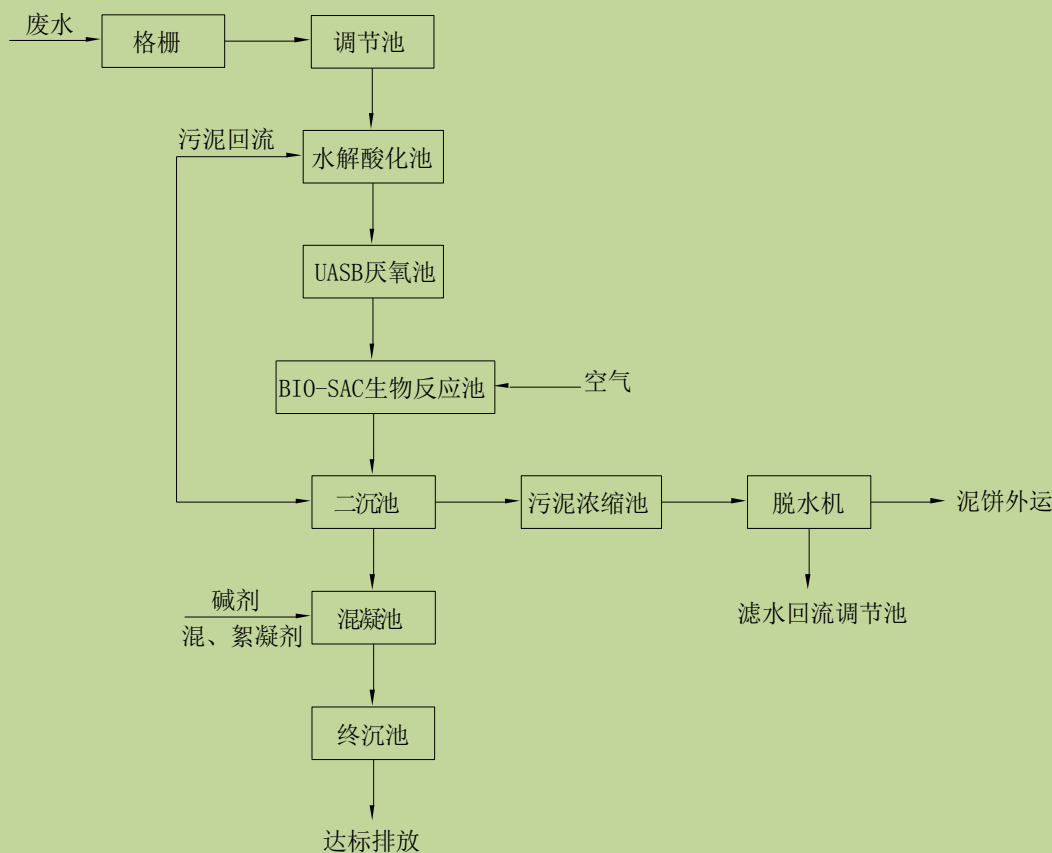 废水
格栅
调节池
污泥回流
水解酸化池
UASB厌氧池
BIO-SAC生物反应池
空气
二沉池
污泥浓缩池
脱水机
泥饼外运
碱剂
混、絮凝剂
混凝池
滤水回流调节池
终沉池
达标排放